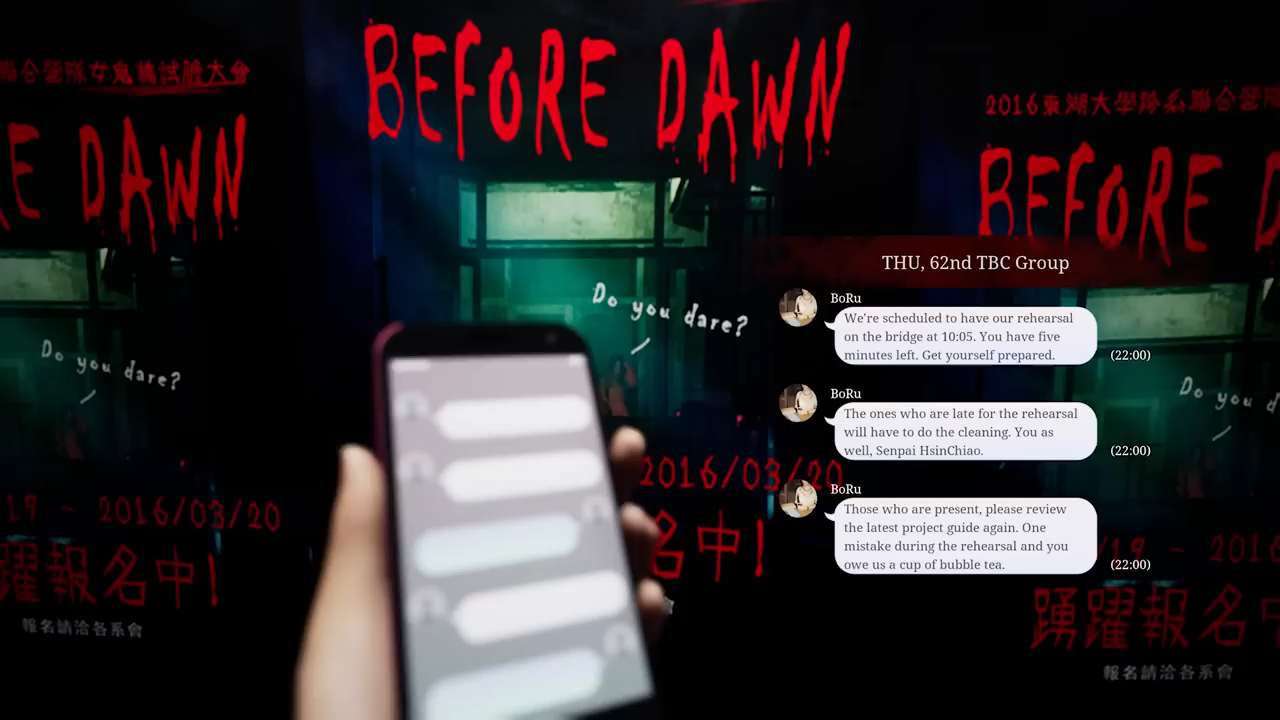 聯合營隊女鬼橋試膽大會
E DAWN
Do you dare?
19 - 2016/03/20
躍報名中!
報名請洽各系會
BEFORE DAWN
Do you dare?
2016/03/20
名中!
2016東湖大學跨系聯合營隊
BEFORE D
Do you d
/19 - 201
踴躍報名中
報名請洽各系會
THU, 62nd TBC Group
BoRu
We're scheduled to have our rehearsal
on the bridge at 10:05. You have five
minutes left. Get yourself prepared.
(22:00)
BoRu
The ones who are late for the rehearsal
will have to do the cleaning. You as
well, Senpai HsinChiao.
(22:00)
BoRu
Those who are present, please review
the latest project guide again. One
mistake during the rehearsal and you
owe us a cup of bubble tea.
(22:00)